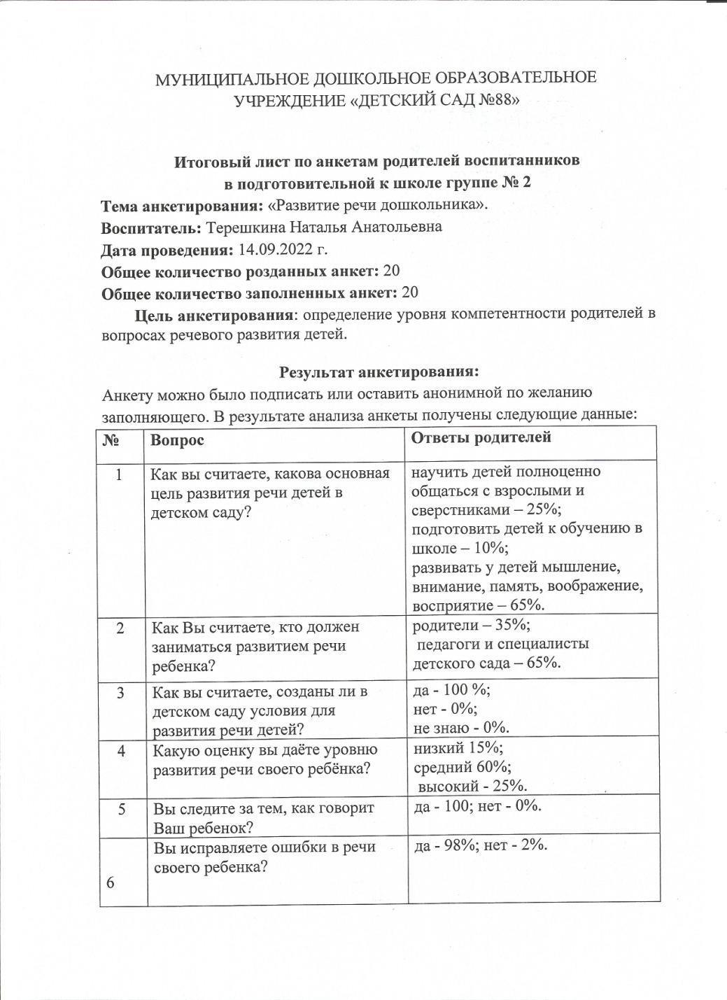 МУНИЦИПАЛЬНОЕ ДОШКОЛЬНОЕ ОБРАЗОВАТЕЛЬНОЕ
УЧРЕЖДЕНИЕ «ДЕТСКИЙ САД №88»
Итоговый лист по анкетам родителей воспитанников
в подготовительной к школе группе № 2
Тема анкетирования: «Развитие речи дошкольника».
Воспитатель: Терешкина Наталья Анатольевна
Дата проведения: 14.09.2022 г.
Общее количество розданных анкет: 20
Общее количество заполненных анкет: 20
Цель анкетирования: определение уровня компетентности родителей в
вопросах речевого развития детей.
Результат анкетирования:
Анкету можно было подписать или оставить анонимной по желанию
заполняющего. В результате анализа анкеты получены следующие данные:
№ Вопрос Ответы родителей
1
Как вы считаете, какова основная
цель развития речи детей в
детском саду?
научить детей полноценно
общаться с взрослыми и
сверстниками – 25%;
подготовить детей к обучению в
школе – 10%;
развивать у детей мышление,
внимание, память, воображение,
восприятие – 65%.
2
Как Вы считаете, кто должен
заниматься развитием речи
ребенка?
родители – 35%;
педагоги и специалисты
детского сада – 65%.
3
Как вы считаете, созданы ли в
детском саду условия для
развития речи детей?
да - 100 %;
нет - 0%;
не знаю - 0%.
4
Какую оценку вы даёте уровню
развития речи своего ребёнка?
низкий 15%;
средний 60%;
высокий - 25%.
5
Вы следите за тем, как говорит
Ваш ребенок?
да - 100; нет - 0%.
6
Вы исправляете ошибки в речи
своего ребенка?
да - 98%; нет - 2%.